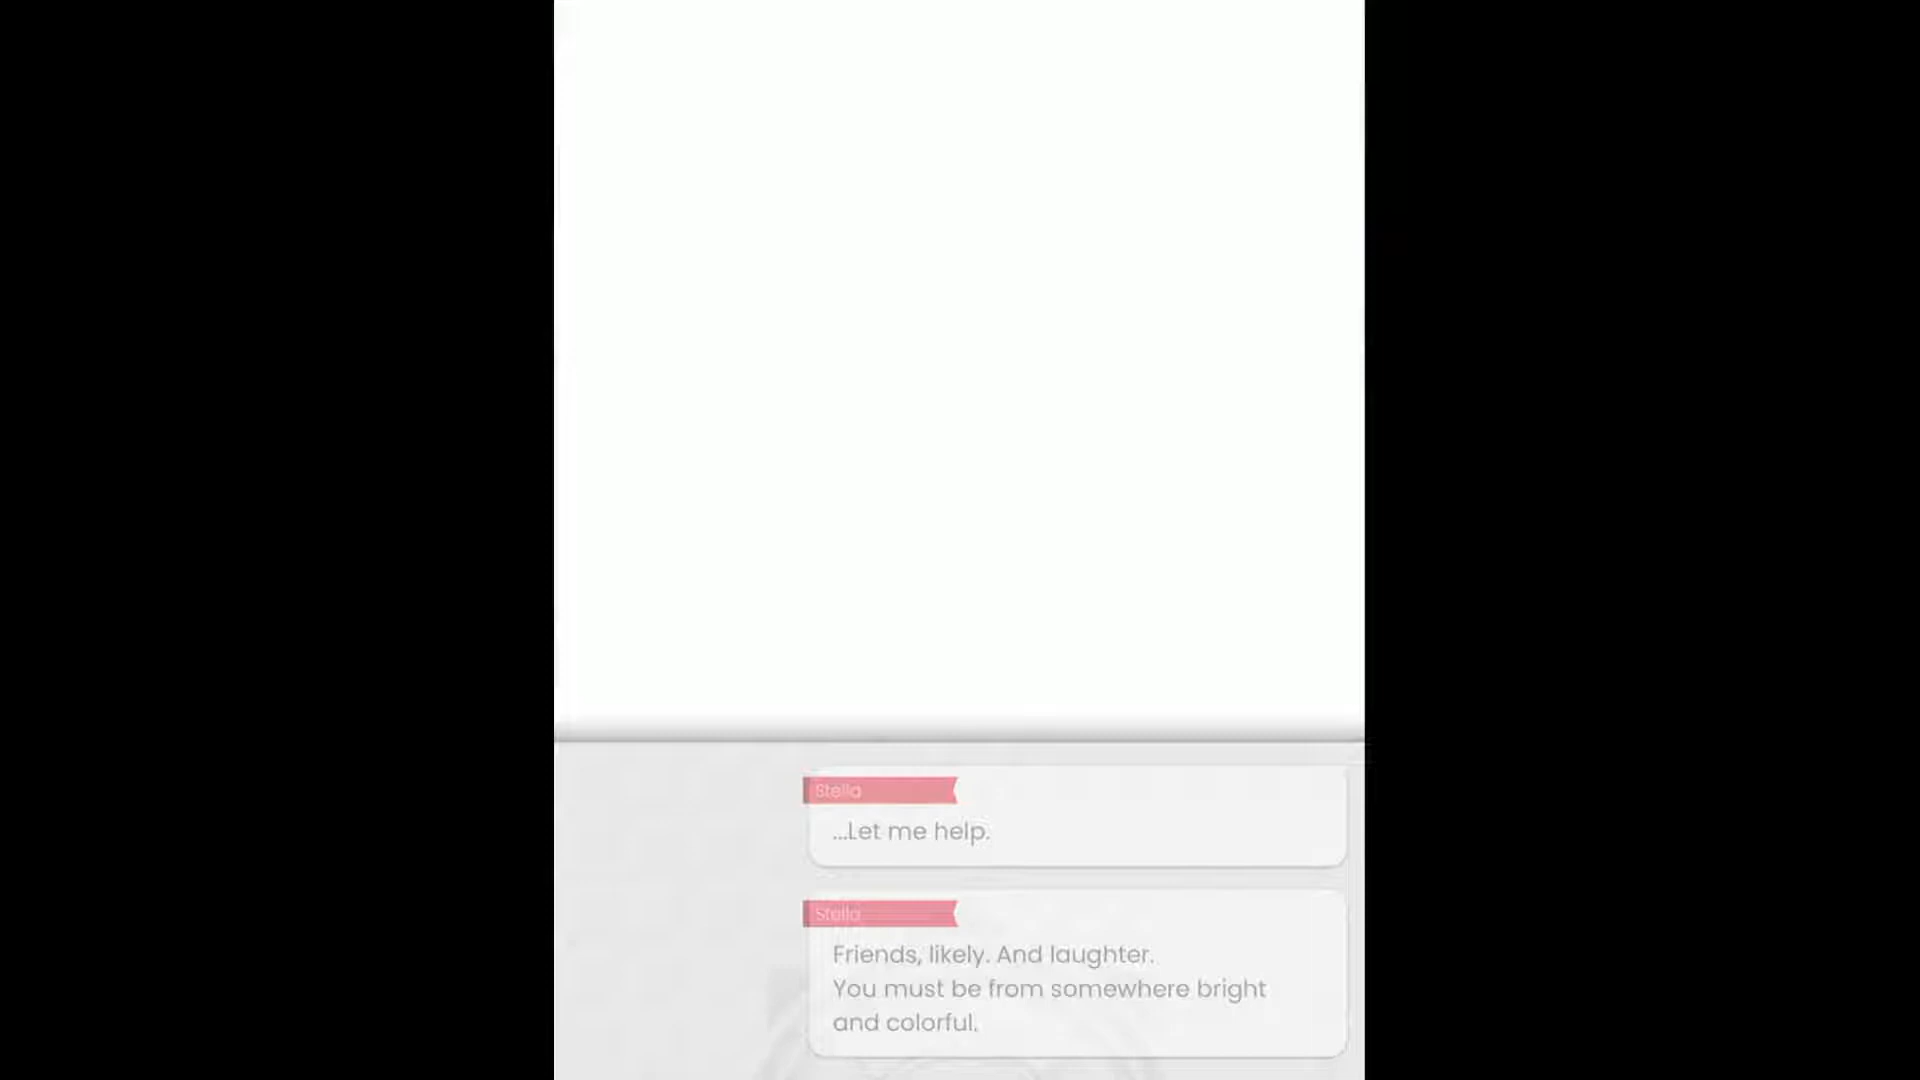 Stella
...Let me help.
Stella
Friends, likely. And laughter.
You must be from somewhere bright
and colorful.